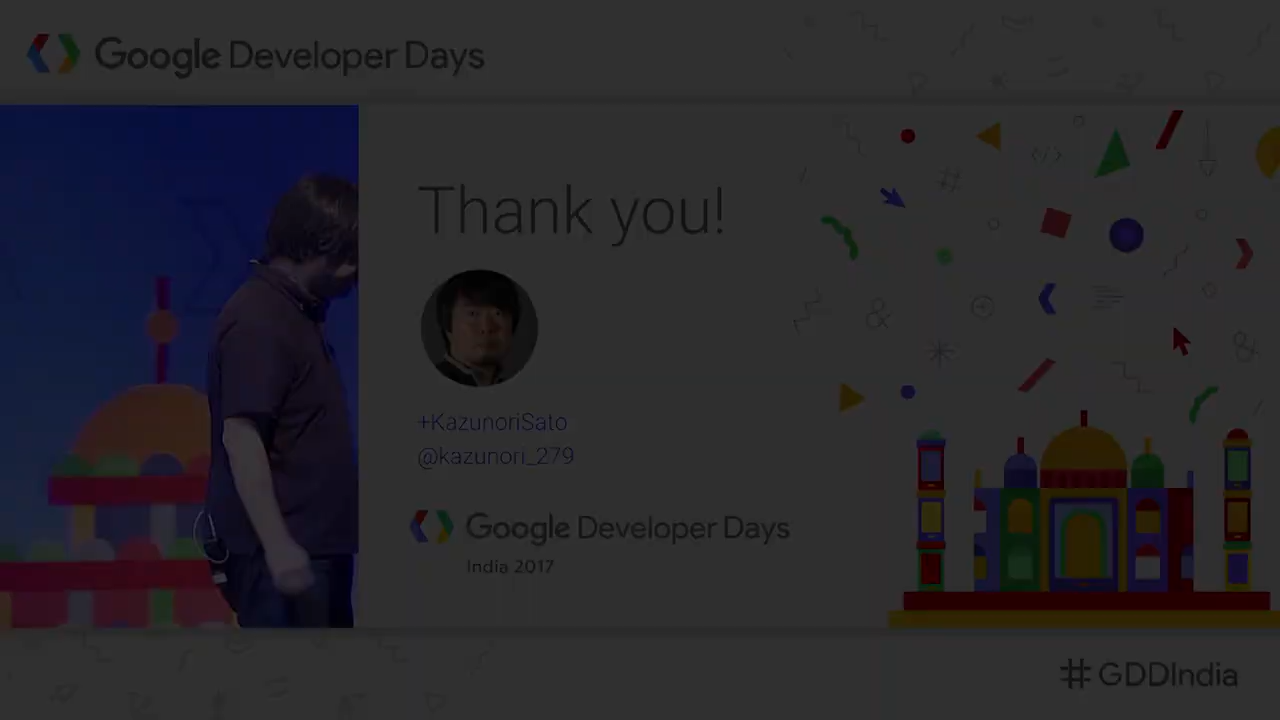 Google Developer Days
Thank you!
</>
#
&
&
+KazunoriSato
@kazunori_279
Google Developer Days
India 2017
#GDDIndia